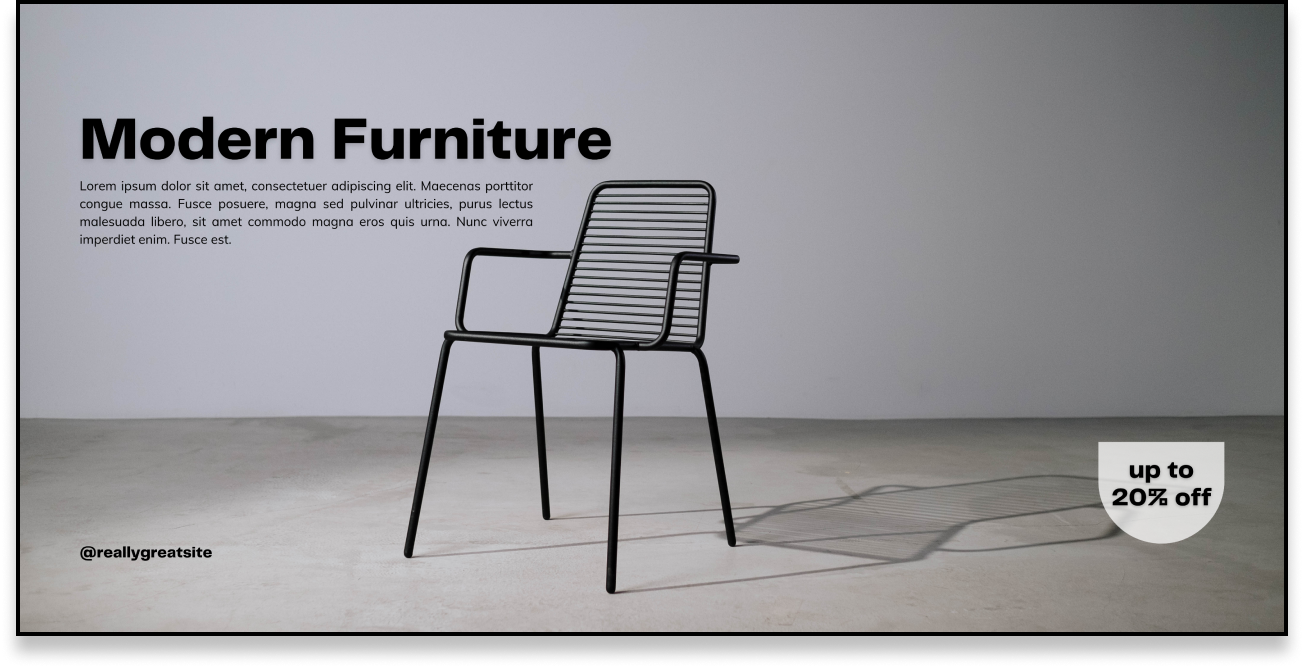 Modern Furniture
Lorem ipsum dolor sit amet, consectetuer adipiscing elit. Maecenas porttitor
congue massa. Fusce posuere, magna sed pulvinar ultricies, purus lectus
malesuada libero, sit amet commodo magna eros quis urna. Nunc viverra
imperdiet enim. Fusce est.
up to
20% off
@reallygreatsite